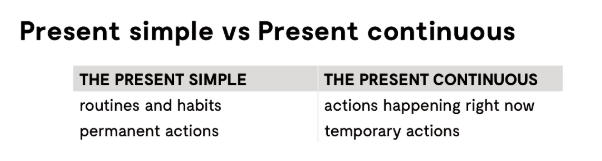 Present simple vs Present continuous
THE PRESENT SIMPLE THE PRESENT CONTINUOUS
routines and habits actions happening right now
permanent actions temporary actions